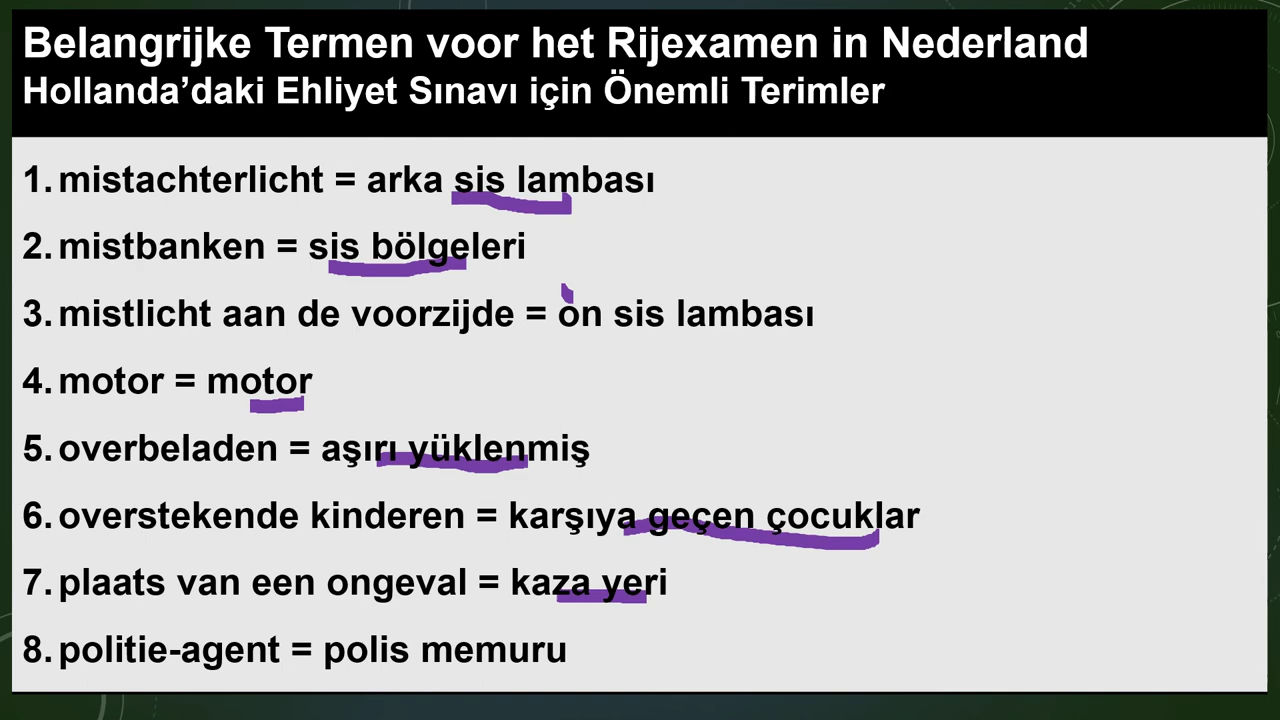 Belangrijke Termen voor het Rijexamen in Nederland
Hollanda’daki Ehliyet Sınavı için Önemli Terimler
1. mistachterlicht = arka sis lambası
2. mistbanken = sis bölgeleri
3. mistlicht aan de voorzijde = ön sis lambası
4. motor = motor
5. overbeladen = aşırı yüklenmiş
6. overstekende kinderen = karşıya geçen çocuklar
7. plaats van een ongeval = kaza yeri
8. politie-agent = polis memuru